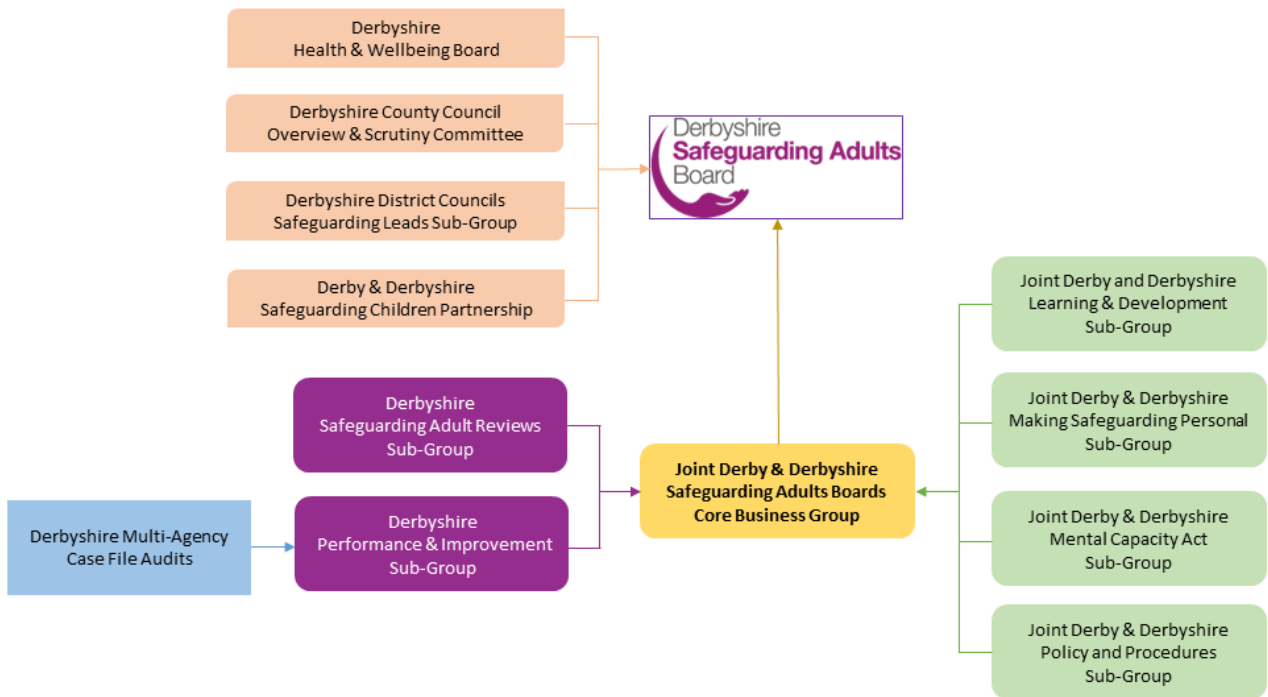 Derbyshire
Health & Wellbeing Board
Derbyshire County Council
Overview & Scrutiny Committee
Derbyshire District Councils
Safeguarding Leads Sub-Group
Derby & Derbyshire
Safeguarding Children Partnership
Derbyshire
Safeguarding Adults
Board
Derbyshire
Safeguarding Adult Reviews
Sub-Group
Derbyshire
Performance & Improvement
Sub-Group
Derbyshire Multi-Agency
Case File Audits
Joint Derby & Derbyshire
Safeguarding Adults Boards
Core Business Group
Joint Derby and Derbyshire
Learning & Development
Sub-Group
Joint Derby & Derbyshire
Making Safeguarding Personal
Sub-Group
Joint Derby & Derbyshire
Mental Capacity Act
Sub-Group
Joint Derby & Derbyshire
Policy and Procedures
Sub-Group